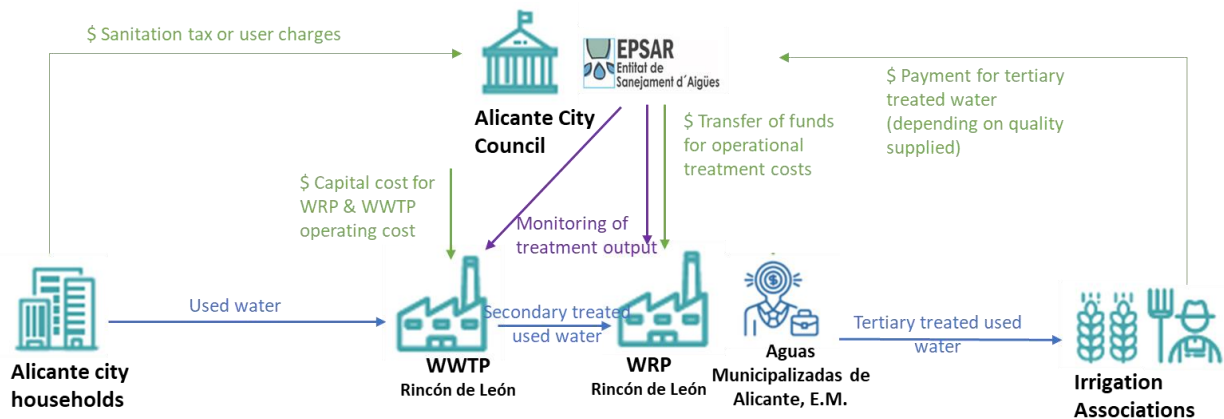 $ Sanitation tax or user charges
EPSAR
Entitat de
Sanejament d´Aigües
Alicante City
Council
$ Payment for tertiary
treated water
(depending on quality
supplied)
$ Transfer of funds
for operational
treatment costs
$ Capital cost for
WRP & WWTP
operating cost
Monitoring of
treatment output
Used water
Secondary treated
used water
Tertiary treated used
water
Alicante city
households
WWTP
Rincón de León
WRP
Rincón de León
$
Aguas
Municipalizadas de
Alicante, E.M.
Irrigation
Associations